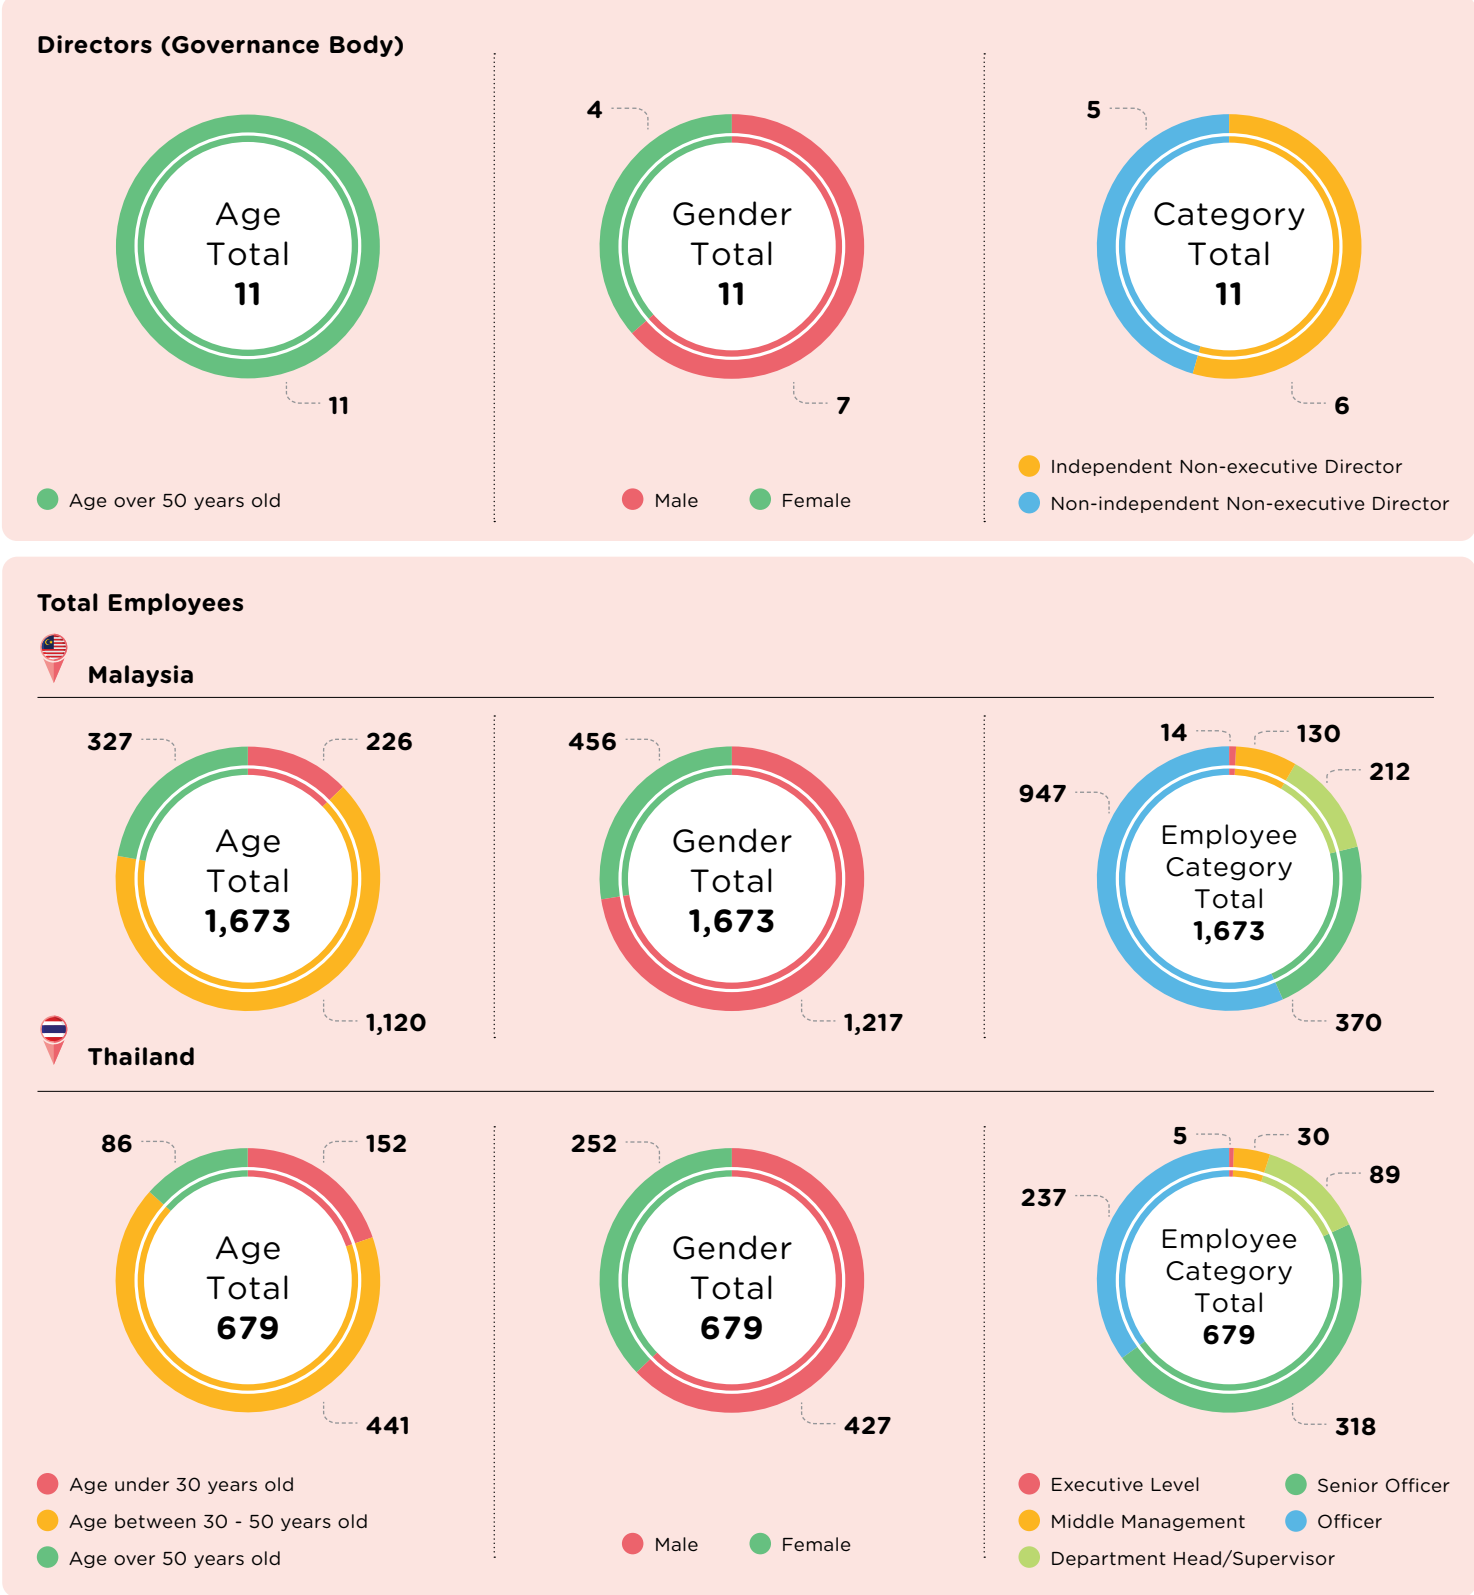 Directors (Governance Body)
Age
Total
11
11
Age over 50 years old
4
Gender
Total
11
7
Male
Female
5
Category
Total
11
6
Independent Non-executive Director
Non-independent Non-executive Director
Total Employees
Malaysia
327
226
Age
Total
1,673
1,120
456
Gender
Total
1,673
1,217
14
130
212
947
Employee
Category
Total
1,673
370
Thailand
86
152
Age
Total
679
441
Age under 30 years old
Age between 30 - 50 years old
Age over 50 years old
252
Gender
Total
679
427
Male
Female
5
30
89
237
Employee
Category
Total
679
318
Executive Level
Senior Officer
Middle Management
Officer
Department Head/Supervisor